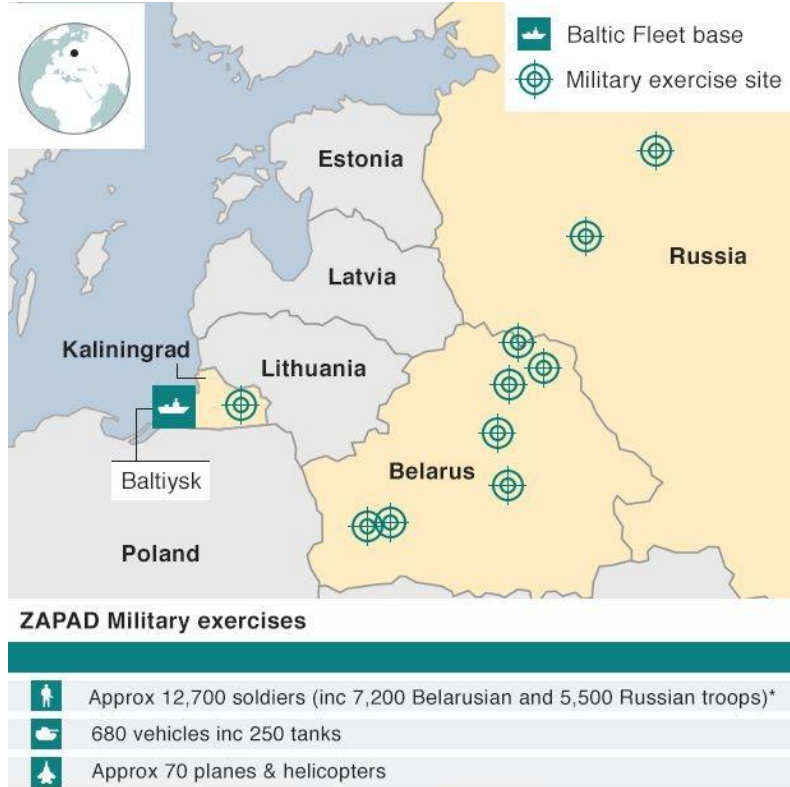 Baltic Fleet base
Military exercise site
Estonia
Russia
Latvia
Kaliningrad
Lithuania
Belarus
Baltiysk
Poland
ZAPAD Military exercises
Approx 12,700 soldiers (inc 7,200 Belarusian and 5,500 Russian troops)*
680 vehicles inc 250 tanks
Approx 70 planes & helicopters